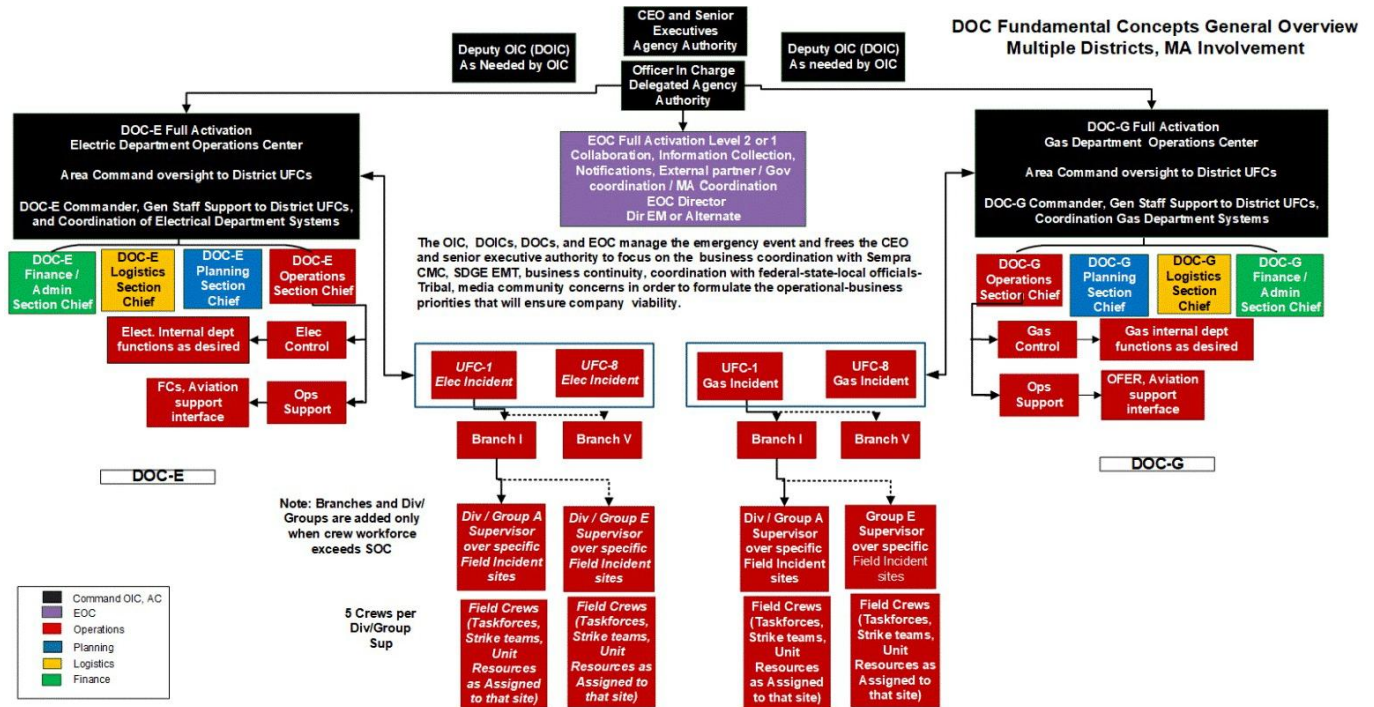 DOC Fundamental Concepts General Overview
Multiple Districts, MA Involvement
CEO and Senior
Executives
Agency Authority
Deputy OIC (DOIC)
As Needed by OIC
Deputy OIC (DOIC)
As needed by OIC
Officer In Charge
Delegated Agency
Authority
DOC-E Full Activation
Electric Department Operations Center
Area Command oversight to District UFCs
DOC-E Commander, Gen Staff Support to District UFCs,
and Coordination of Electrical Department Systems
EOC Full Activation Level 2 or 1
Collaboration, Information Collection,
Notifications, External partner / Gov
coordination / MA Coordination
EOC Director
Dir EM or Alternate
DOC-G Full Activation
Gas Department Operations Center
Area Command oversight to District UFCs
DOC-G Commander, Gen Staff Support to District UFCs,
Coordination Gas Department Systems
DOC-E
Finance /
Admin
Section Chief
DOC-E
Logistics
Section
Chief
DOC-E
Planning
Section
Chief
DOC-E
Operations
Section Chief
The OIC, DOICs, DOCs, and EOC manage the emergency event and frees the CEO
and senior executive authority to focus on the business coordination with Sempra
CMC, SDGE EMT, business continuity, coordination with federal-state-local officials-
Tribal, media community concerns in order to formulate the operational-business
priorities that will ensure company viability.
DOC-G
Operations
Section Chief
DOC-G
Planning
Section
Chief
DOC-G
Logistics
Section
Chief
DOC-G
Finance /
Admin
Section Chief
Elect. Internal dept
functions as desired
Elec
Control
FCs, Aviation
support
interface
Ops
Support
UFC-1
Elec Incident
UFC-8
Elec Incident
UFC-1
Gas Incident
UFC-8
Gas Incident
Gas
Control
Gas internal dept
functions as desired
Ops
Support
OFER, Aviation
support
interface
Branch I
Branch V
Branch I
Branch V
DOC-E
DOC-G
Note: Branches and Div/
Groups are added only
when crew workforce
exceeds SOC
Div / Group A
Supervisor
over specific
Field Incident
sites
Div / Group E
Supervisor
over specific
Field Incident
sites
Div / Group A
Supervisor
over specific
Field Incident
sites
Group E
Supervisor
over specific
Field Incident
sites
5 Crews per
Div/Group
Sup
Field Crews
(Taskforces,
Strike teams,
Unit
Resources
as Assigned
to that site)
Field Crews
(Taskforces,
Strike teams,
Unit
Resources as
Assigned to
that site)
Field Crews
(Taskforces,
Strike teams,
Unit
Resources
as Assigned
to that site)
Field Crews
(Taskforces,
Strike teams,
Unit
Resources as
Assigned to
that site)
Command OIC, AC
EOC
Operations
Planning
Logistics
Finance